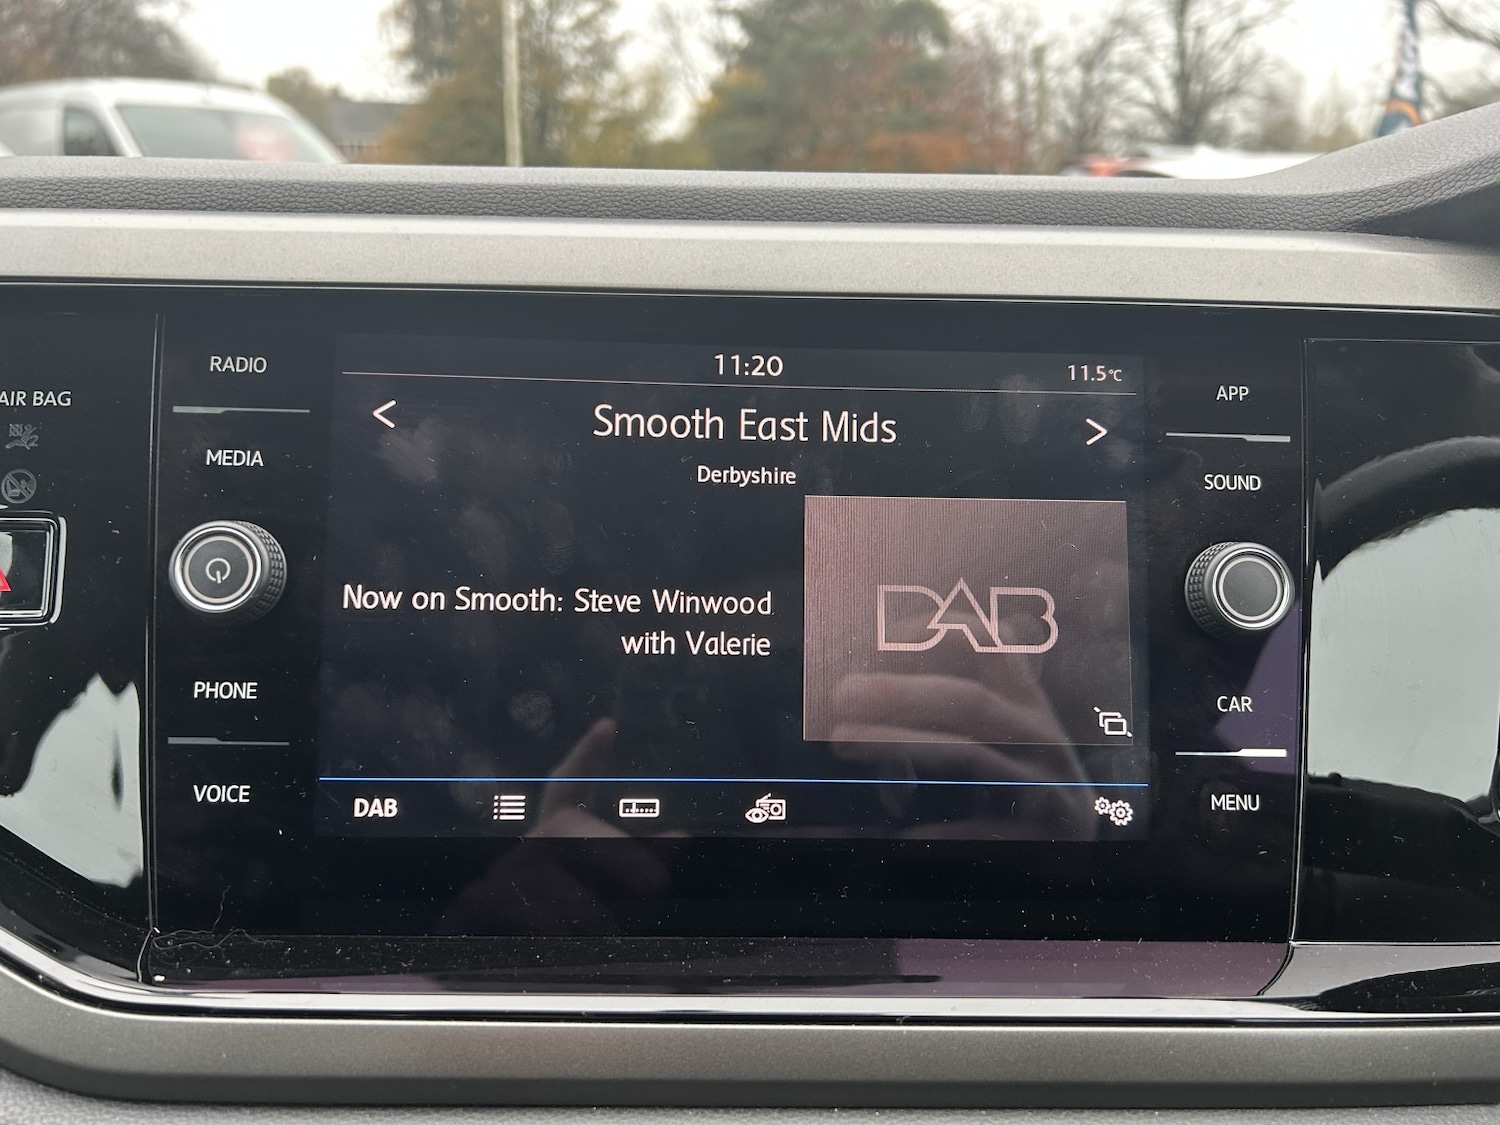 AIR BAG
RADIO
MEDIA
PHONE
VOICE
11:20
11.5°C
< Smooth East Mids >
Derbyshire
Now on Smooth: Steve Winwood
with Valerie
DAB
DAB
APP
SOUND
CAR
MENU